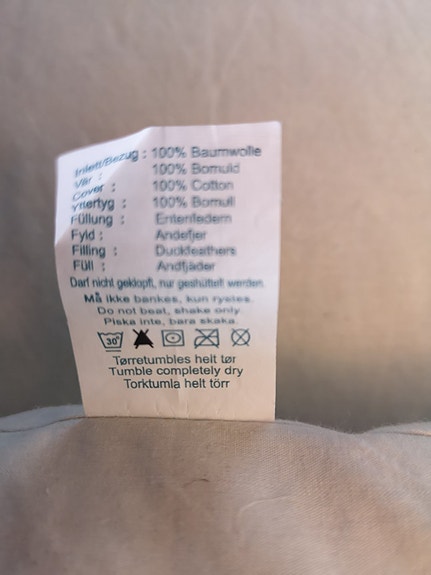 Inlett/Bezug : 100% Baumwolle
Vår : 100% Bomuld
Cover : 100% Cotton
Yttertyg : 100% Bomull
Füllung : Entenfedern
Fyld : Andefjer
Filling : Duckfeathers
Füll : Andfjäder
Darf nicht geklopft, nur geshüttelt werden.
Må ikke bankes, kun rystes.
Do not beat, shake only
Piska inte, bara skaka
30°
Tørretumbles helt tør
Tumble completely dry
Torktumla helt törr